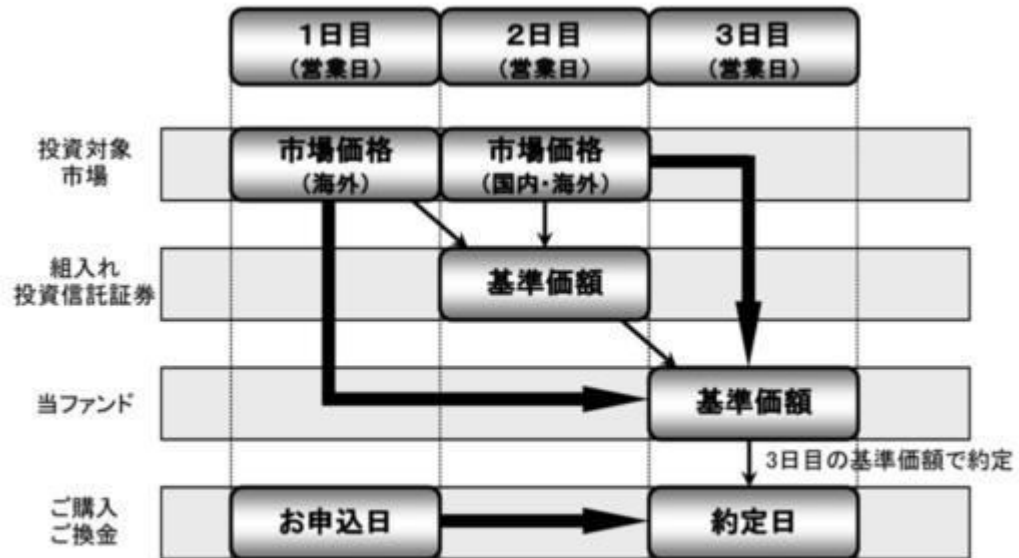 1日目
(営業日)
2日目
(営業日)
3日目
(営業日)
投資対象
市場
市場価格
(海外)
市場価格
(国内・海外)
組入れ
投資信託証券
基準価額
当ファンド
基準価額
3日目の基準価額で約定
ご購入
ご換金
お申込日
約定日